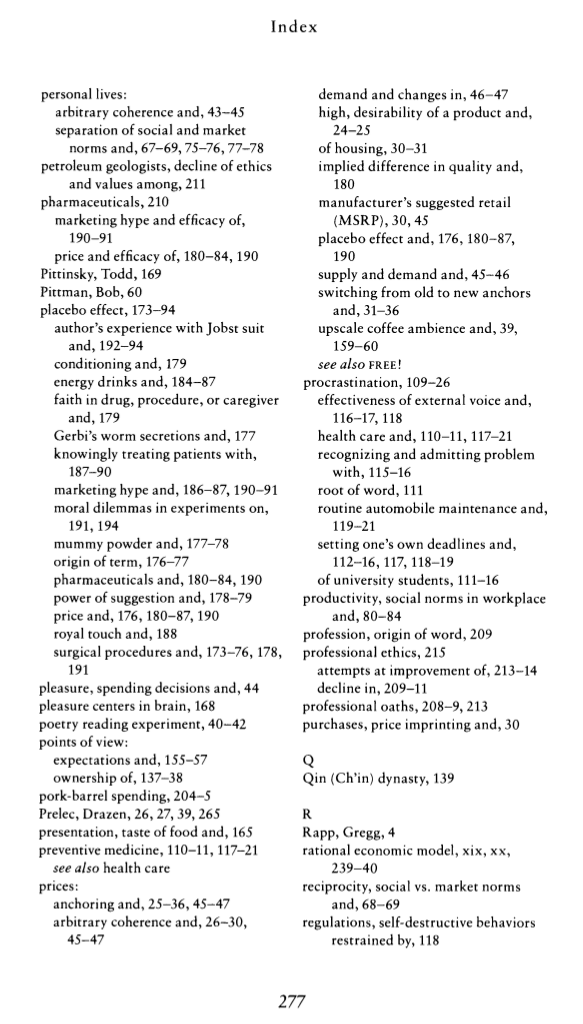 Index
personal lives:
arbitrary coherence and, 43–45
separation of social and market
norms and, 67–69, 75–76, 77–78
petroleum geologists, decline of ethics
and values among, 211
pharmaceuticals, 210
marketing hype and efficacy of,
190–91
price and efficacy of, 180–84, 190
Pittinsky, Todd, 169
Pittman, Bob, 60
placebo effect, 173–94
author's experience with Jobst suit
and, 192–94
conditioning and, 179
energy drinks and, 184–87
faith in drug, procedure, or caregiver
and, 179
Gerbi's worm secretions and, 177
knowingly treating patients with,
187–90
marketing hype and, 186–87, 190–91
moral dilemmas in experiments on,
191, 194
mummy powder and, 177–78
origin of term, 176–77
pharmaceuticals and, 180–84, 190
power of suggestion and, 178–79
price and, 176, 180–87, 190
royal touch and, 188
surgical procedures and, 173–76, 178,
191
pleasure, spending decisions and, 44
pleasure centers in brain, 168
poetry reading experiment, 40–42
points of view:
expectations and, 155–57
ownership of, 137–38
pork-barrel spending, 204–5
Prelec, Drazen, 26, 27, 39, 265
presentation, taste of food and, 165
preventive medicine, 110–11, 117–21
see also health care
prices:
anchoring and, 25–36, 45–47
arbitrary coherence and, 26–30,
45–47
demand and changes in, 46–47
high, desirability of a product and,
24–25
of housing, 30–31
implied difference in quality and,
180
manufacturer's suggested retail
(MSRP), 30, 45
placebo effect and, 176, 180–87,
190
supply and demand and, 45–46
switching from old to new anchors
and, 31–36
upscale coffee ambience and, 39,
159–60
see also FREE!
procrastination, 109–26
effectiveness of external voice and,
116–17, 118
health care and, 110–11, 117–21
recognizing and admitting problem
with, 115–16
root of word, 111
routine automobile maintenance and,
119–21
setting one's own deadlines and,
112–16, 117, 118–19
of university students, 111–16
productivity, social norms in workplace
and, 80–84
profession, origin of word, 209
professional ethics, 215
attempts at improvement of, 213–14
decline in, 209–11
professional oaths, 208–9, 213
purchases, price imprinting and, 30
Q
Qin (Ch'in) dynasty, 139
R
Rapp, Gregg, 4
rational economic model, xix, xx,
239–40
reciprocity, social vs. market norms
and, 68–69
regulations, self-destructive behaviors
restrained by, 118
277